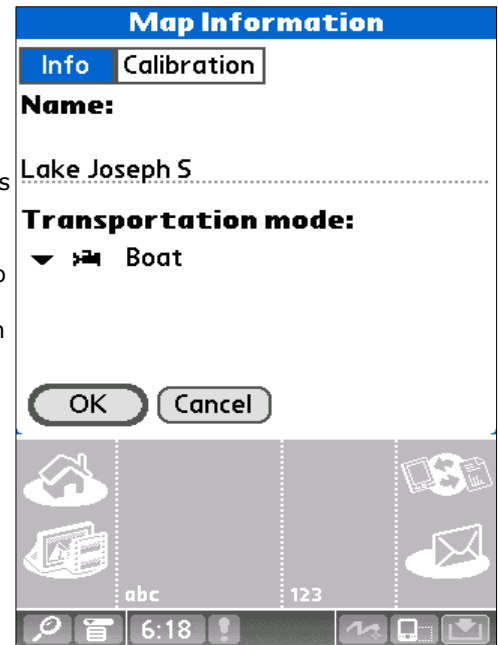 Map Information
Info Calibration
Name:
Lake Joseph S
Transportation mode:
Boat
OK Cancel
abc 123
6:18